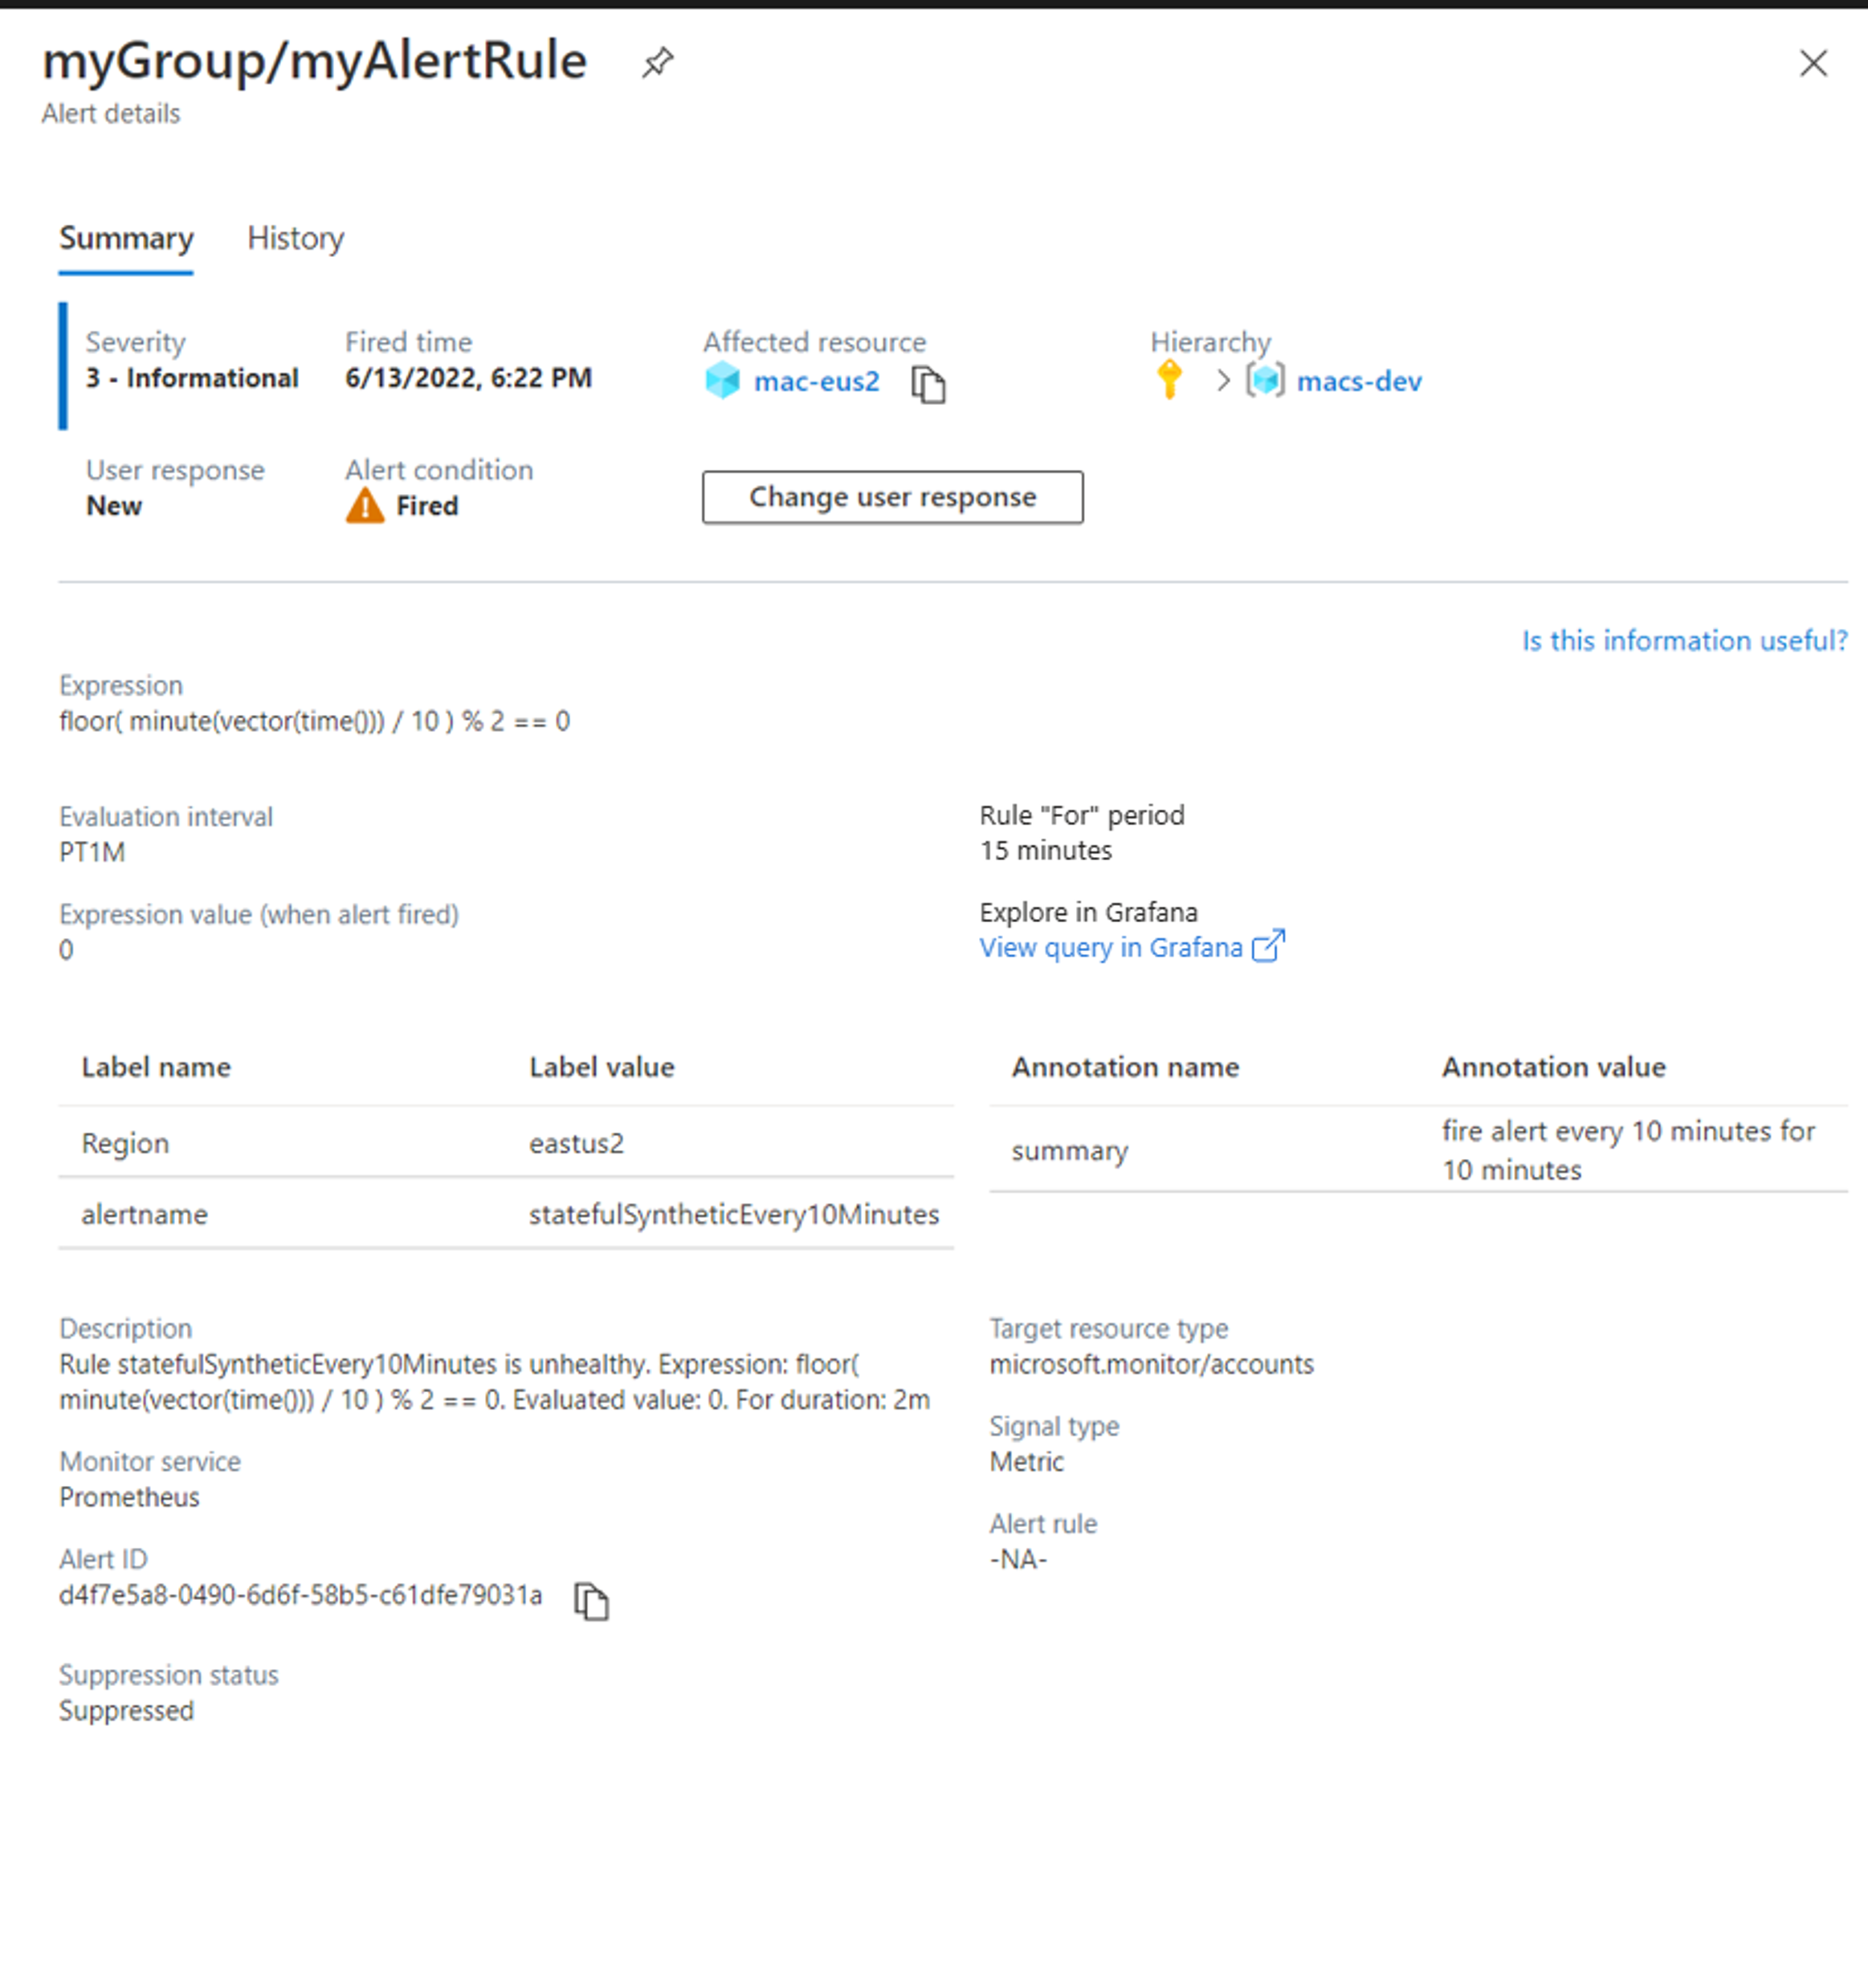 myGroup/myAlertRule
Alert details
Summary History
Severity Fired time Affected resource Hierarchy
3 - Informational 6/13/2022, 6:22 PM mac-eus2 > macs-dev
User response Alert condition
New Fired Change user response
Is this information useful?
Expression
floor( minute(vector(time())) / 10 ) % 2 == 0
Evaluation interval
PT1M
Rule "For" period
15 minutes
Expression value (when alert fired)
0
Explore in Grafana
View query in Grafana
Label name Label value
Region eastus2
alertname statefulSyntheticEvery10Minutes
Annotation name Annotation value
summary fire alert every 10 minutes for
10 minutes
Description
Rule statefulSyntheticEvery10Minutes is unhealthy. Expression: floor(
minute(vector(time())) / 10 ) % 2 == 0. Evaluated value: 0. For duration: 2m
Monitor service
Prometheus
Alert ID
d4f7e5a8-0490-6d6f-58b5-c61dfe79031a
Suppression status
Suppressed
Target resource type
microsoft.monitor/accounts
Signal type
Metric
Alert rule
-NA-